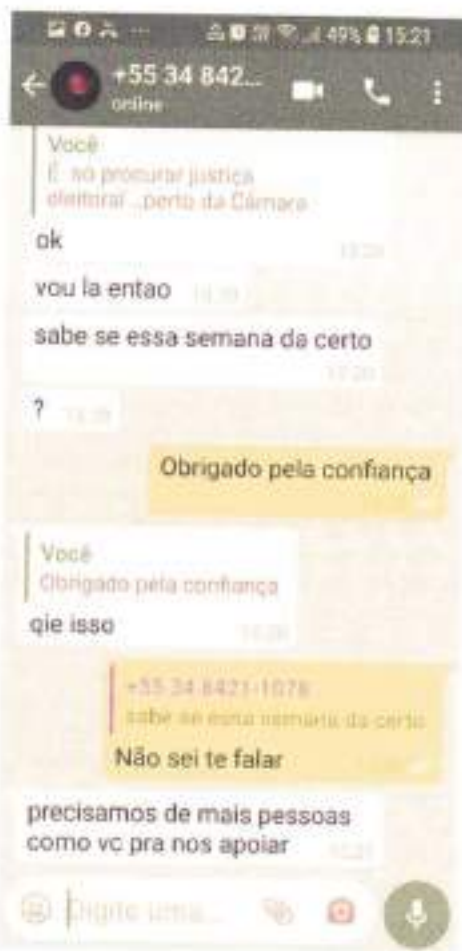 49% 15:21
+55 34 842...
online
Você
É só procurar justiça
eleitoral ..perto da Câmara
ok
vou la entao
sabe se essa semana da certo
?
Obrigado pela confiança
Você
Obrigado pela confiança
qie isso
+55 34 8421-1078
sabe se essa semana da certo
Não sei te falar
precisamos de mais pessoas
como vc pra nos apoiar
Digite uma...